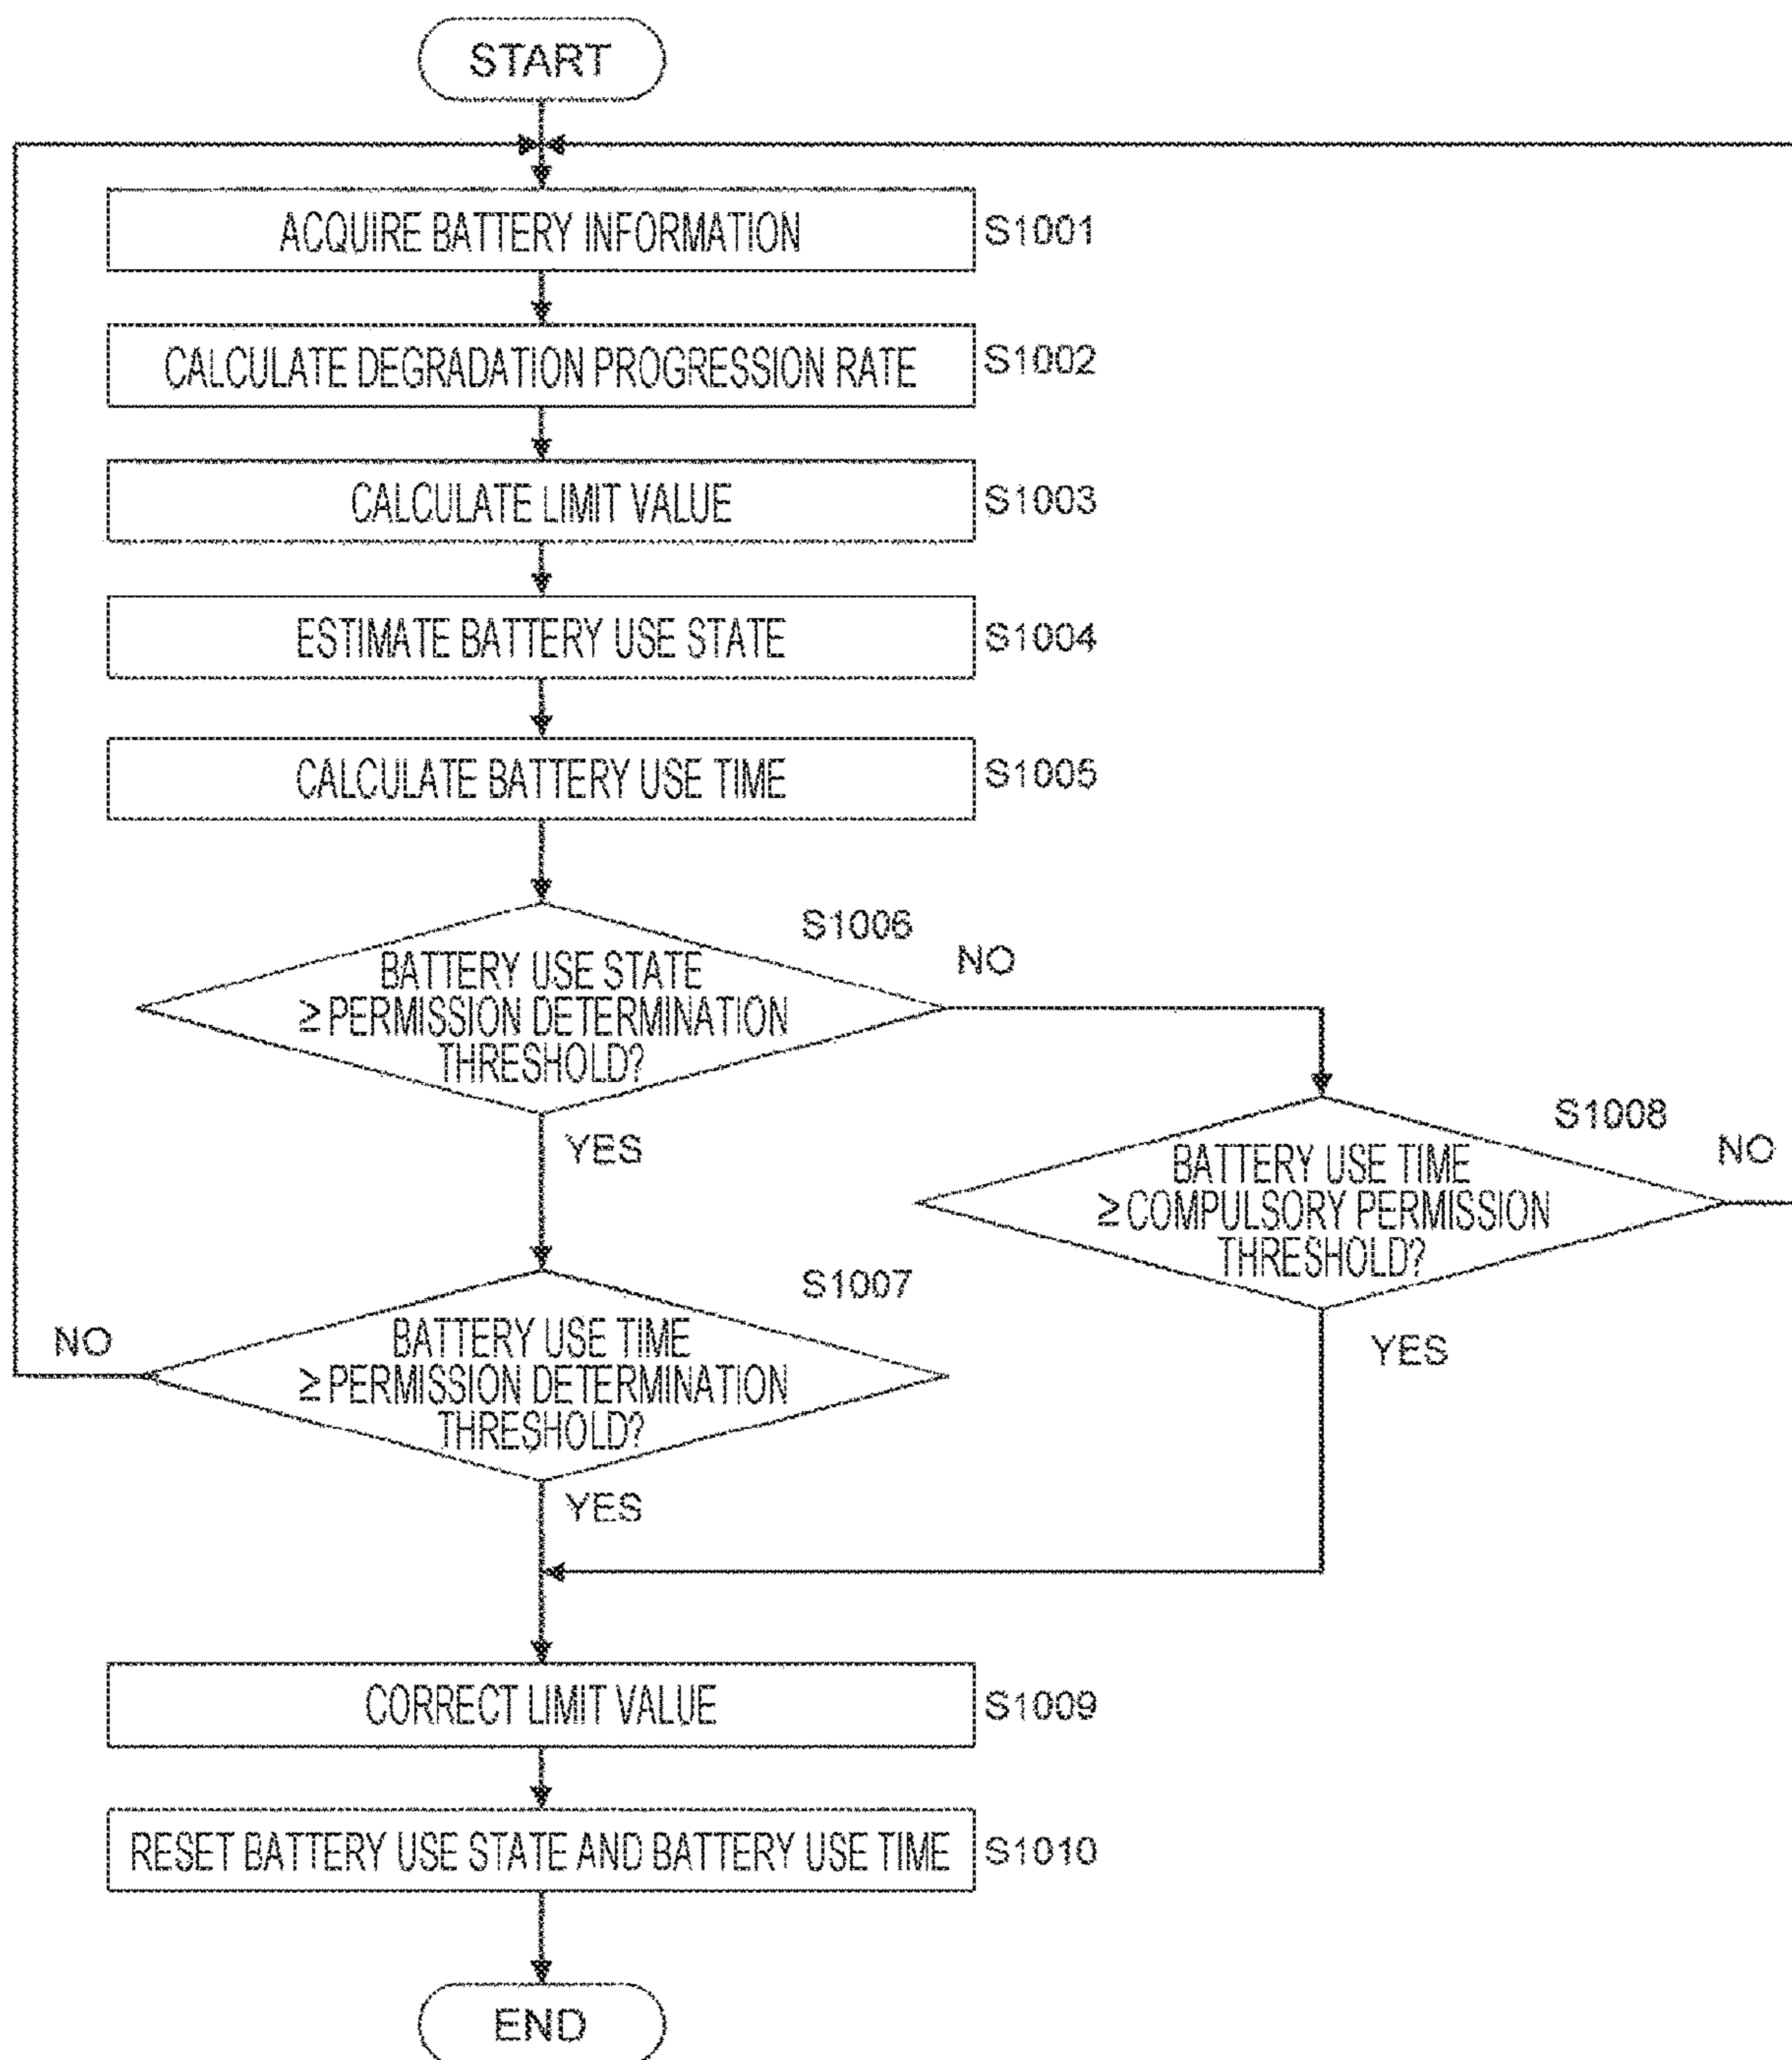 START
ACQUIRE BATTERY INFORMATION
S1001
CALCULATE DEGRADATION PROGRESSION RATE
S1002
CALCULATE LIMIT VALUE
S1003
ESTIMATE BATTERY USE STATE
S1004
CALCULATE BATTERY USE TIME
S1005
S1006
BATTERY USE STATE
≥ PERMISSION DETERMINATION
THRESHOLD?
NO
YES
S1008
BATTERY USE TIME
≥ COMPULSORY PERMISSION
THRESHOLD?
NO
YES
S1007
BATTERY USE TIME
≥ PERMISSION DETERMINATION
THRESHOLD?
NO
YES
CORRECT LIMIT VALUE
S1009
RESET BATTERY USE STATE AND BATTERY USE TIME
S1010
END